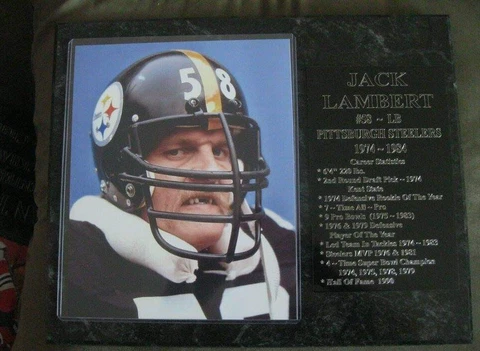 58
Steelers
JACK
LAMBERT
#58 ~ LB
PITTSBURGH STEELERS
1974 ~ 1984
Career Statistics
* 6'4" 220 lbs.
* 2nd Round Draft Pick ~ 1974
Kent State
* 1974 Defensive Rookie Of The Year
* 7 ~ Time All ~ Pro
* 9 Pro Bowls (1975 ~ 1983)
* 1976 & 1979 Defensive
Player Of The Year
* Led Team In Tackles 1974 ~ 1983
* Steelers MVP 1976 & 1981
* 4 ~ Time Super Bowl Champion
1974, 1975, 1978, 1979
* Hall Of Fame 1990